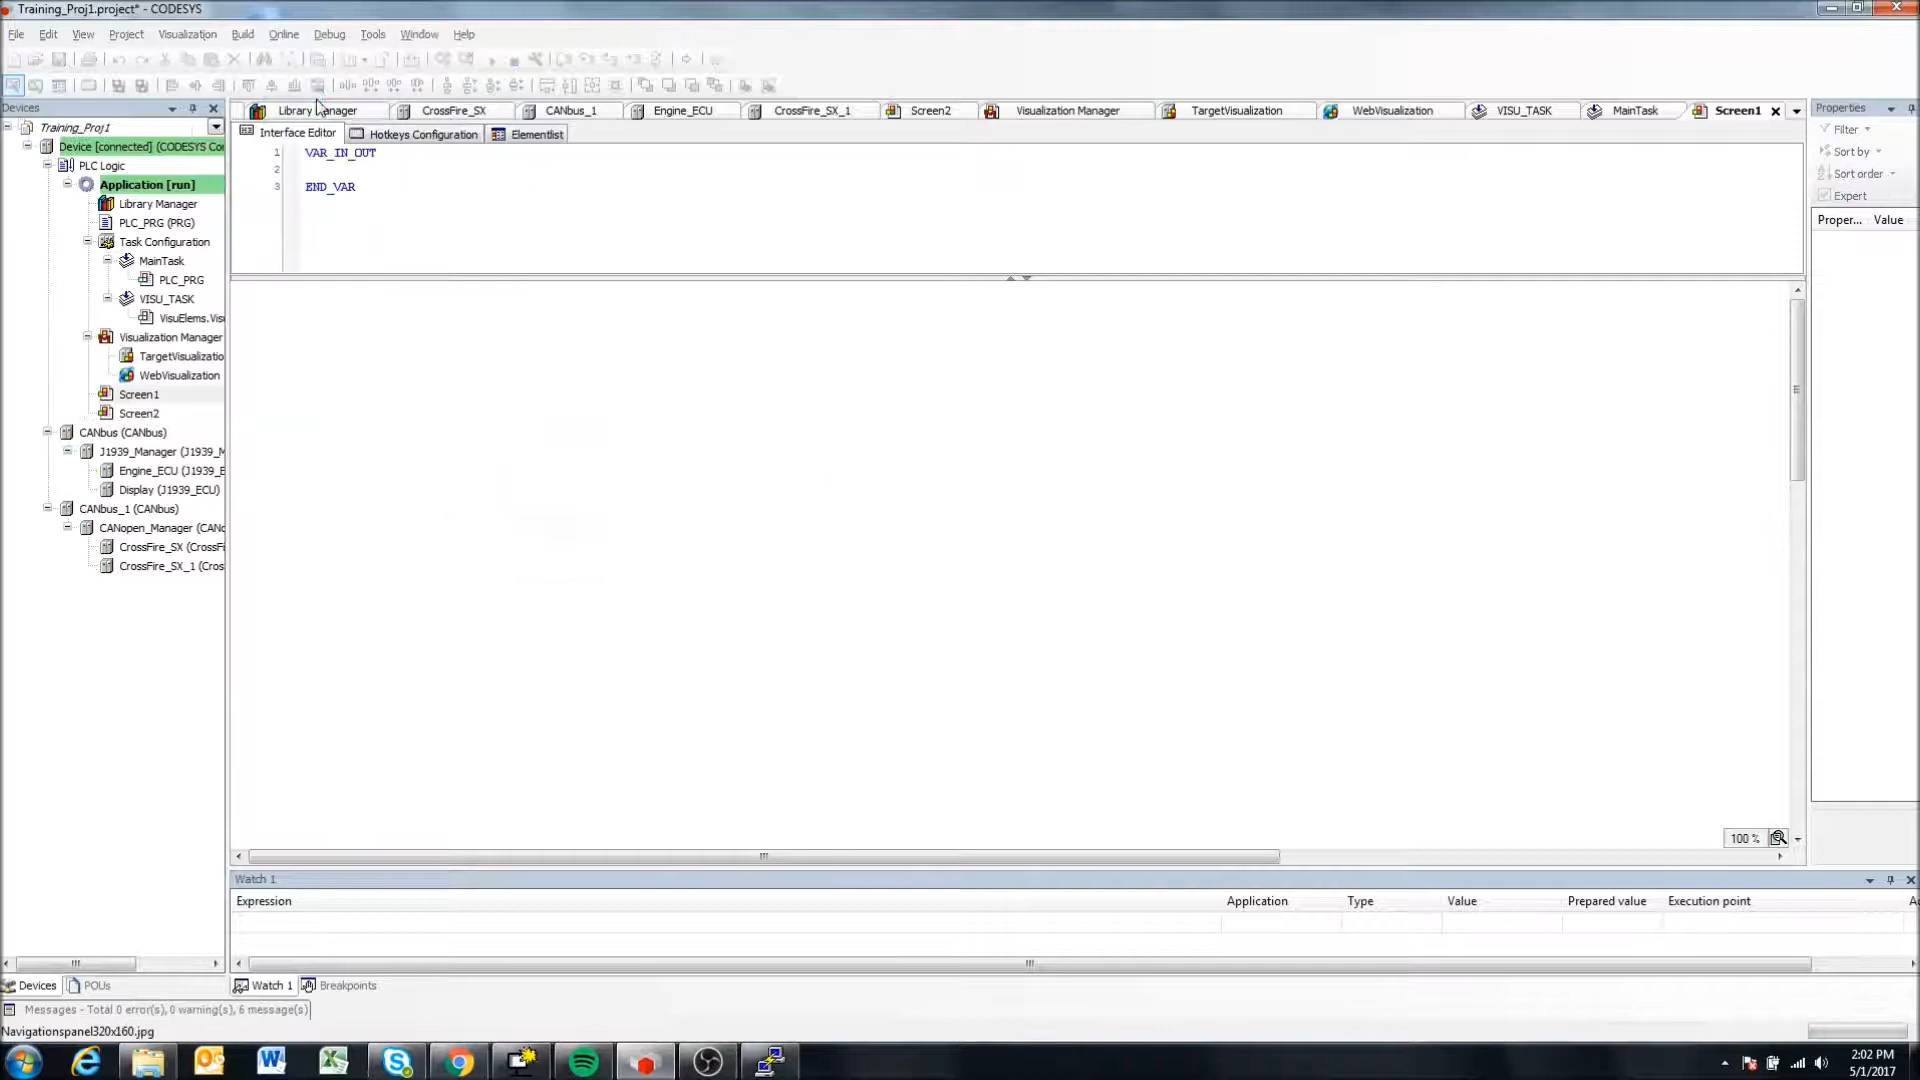 Training_Proj1.project* - CODESYS
File Edit View Project Visualization Build Online Debug Tools Window Help
Devices
Library Manager CrossFire_SX CANbus_1 Engine_ECU CrossFire_SX_1 Screen2 Visualization Manager TargetVisualization WebVisualization VISU_TASK MainTask Screen1
Properties
Interface Editor Hotkeys Configuration Elementlist
Filter
Sort by
Sort order
Expert
Proper... Value
1 VAR_IN_OUT
2
3 END_VAR
Training_Proj1
Device [connected] (CODESYS Co
PLC Logic
Application [run]
Library Manager
PLC_PRG (PRG)
Task Configuration
MainTask
PLC_PRG
VISU_TASK
VisuElems.Vis
Visualization Manager
TargetVisualizatio
WebVisualization
Screen1
Screen2
CANbus (CANbus)
J1939_Manager (J1939_M
Engine_ECU (J1939_E
Display (J1939_ECU)
CANbus_1 (CANbus)
CANopen_Manager (CANo
CrossFire_SX (CrossFi
CrossFire_SX_1 (Cros
100 %
Watch 1
Expression Application Type Value Prepared value Execution point
Devices POUs
Watch 1 Breakpoints
Messages - Total 0 error(s), 0 warning(s), 6 message(s)
Navigationspanel320x160.jpg
2:02 PM
5/1/2017